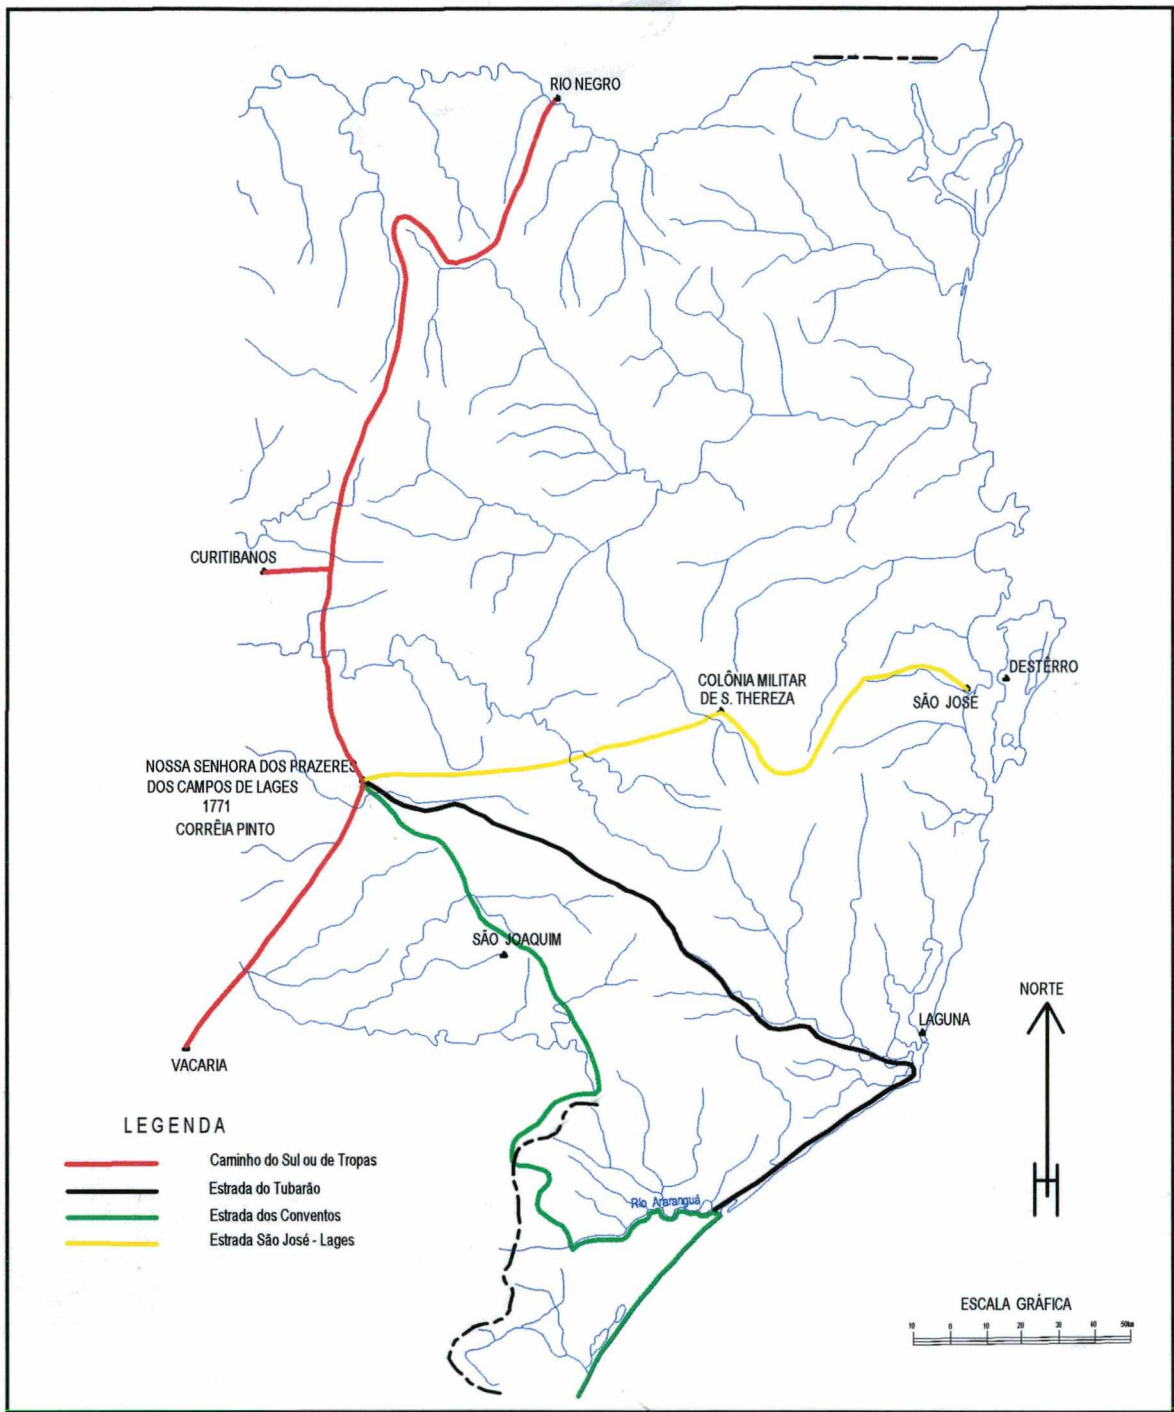 RIO NEGRO
CURITIBANOS
DESTÊRRO
COLÔNIA MILITAR
DE S. THEREZA
SÃO JOSÉ
NOSSA SENHORA DOS PRAZERES
DOS CAMPOS DE LAGES
1771
CORRÊIA PINTO
SÃO JOAQUIM
NORTE
LAGUNA
VACARIA
LEGENDA
Caminho do Sul ou de Tropas
Estrada do Tubarão
Estrada dos Conventos
Estrada São José - Lages
Rio Araranguá
ESCALA GRÁFICA
10 0 10 20 30 40 50km